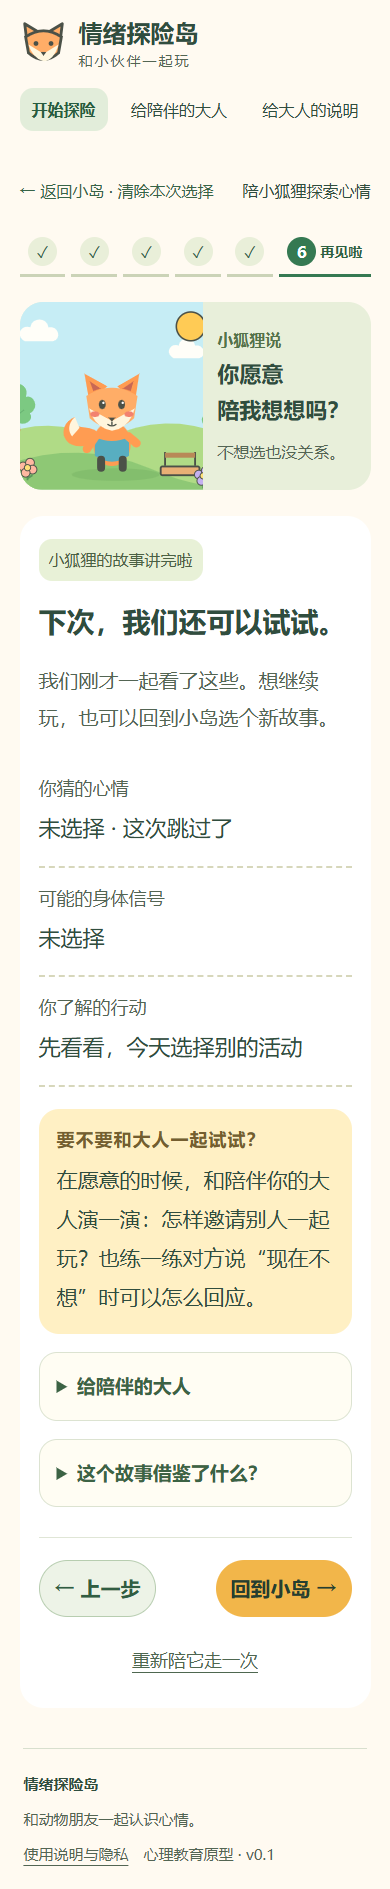 情绪探险岛
和小伙伴一起玩
开始探险 给陪伴的大人 给大人的说明
← 返回小岛 · 清除本次选择 陪小狐狸探索心情
✓ ✓ ✓ ✓ ✓ 6 再见啦
小狐狸说
你愿意
陪我想想吗？
不想选也没关系。
小狐狸的故事讲完啦
下次，我们还可以试试。
我们刚才一起看了这些。想继续
玩，也可以回到小岛选个新故事。
你猜的心情
未选择 · 这次跳过了
可能的身体信号
未选择
你了解的行动
先看看，今天选择别的活动
要不要和大人一起试试？
在愿意的时候，和陪伴你的大
人演一演：怎样邀请别人一起
玩？也练一练对方说“现在不
想”时可以怎么回应。
▶ 给陪伴的大人
▶ 这个故事借鉴了什么？
← 上一步 回到小岛 →
重新陪它走一次
情绪探险岛
和动物朋友一起认识心情。
使用说明与隐私 心理教育原型 · v0.1